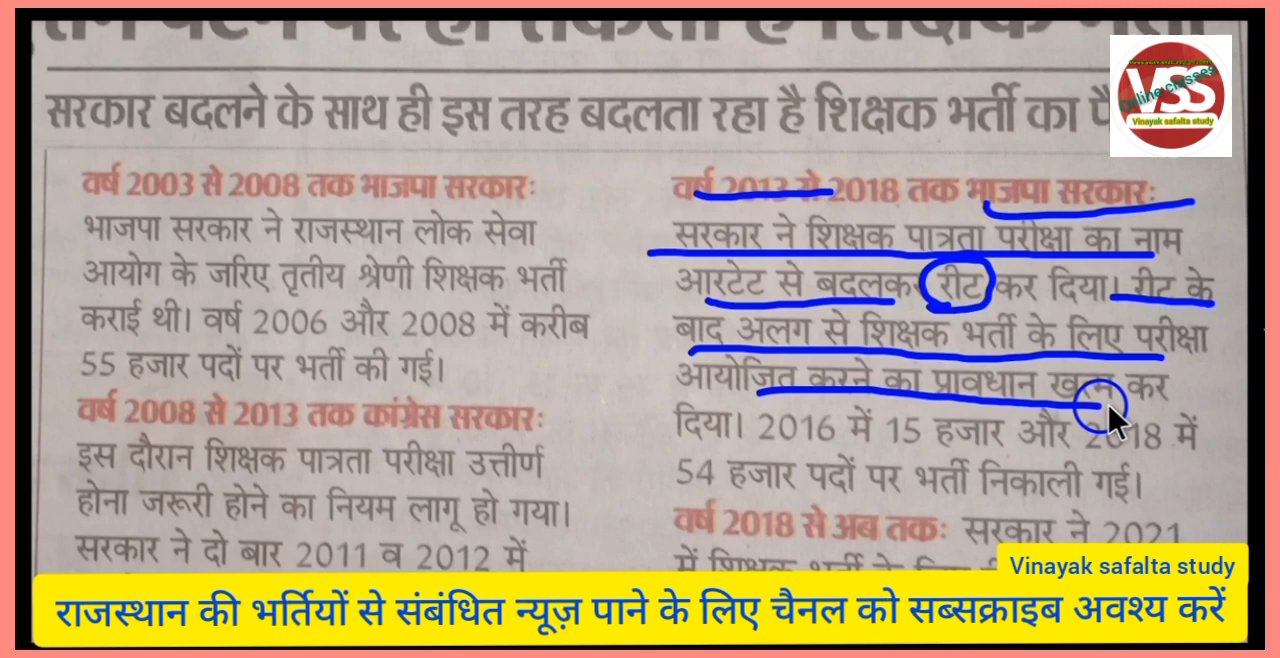 सरकार बदलने के साथ ही इस तरह बदलता रहा है शिक्षक भर्ती का
वर्ष 2003 से 2008 तक भाजपा सरकारः
भाजपा सरकार ने राजस्थान लोक सेवा
आयोग के जरिए तृतीय श्रेणी शिक्षक भर्ती
कराई थी। वर्ष 2006 और 2008 में करीब
55 हजार पदों पर भर्ती की गई।
वर्ष 2008 से 2013 तक कांग्रेस सरकारः
इस दौरान शिक्षक पात्रता परीक्षा उत्तीर्ण
होना जरूरी होने का नियम लागू हो गया।
सरकार ने दो बार 2011 व 2012 में
वर्ष 2013 से 2018 तक भाजपा सरकारः
सरकार ने शिक्षक पात्रता परीक्षा का नाम
आरटेट से बदलकर रीट कर दिया। रीट के
बाद अलग से शिक्षक भर्ती के लिए परीक्षा
आयोजित करने का प्रावधान खत्म कर
दिया। 2016 में 15 हजार और 2018 में
54 हजार पदों पर भर्ती निकाली गई।
वर्ष 2018 से अब तकः सरकार ने 2021
में शिक्षक भर्ती के लिए
VSS
Online classes
Vinayak safalta study
Vinayak safalta study
राजस्थान की भर्तियों से संबंधित न्यूज़ पाने के लिए चैनल को सब्सक्राइब अवश्य करें